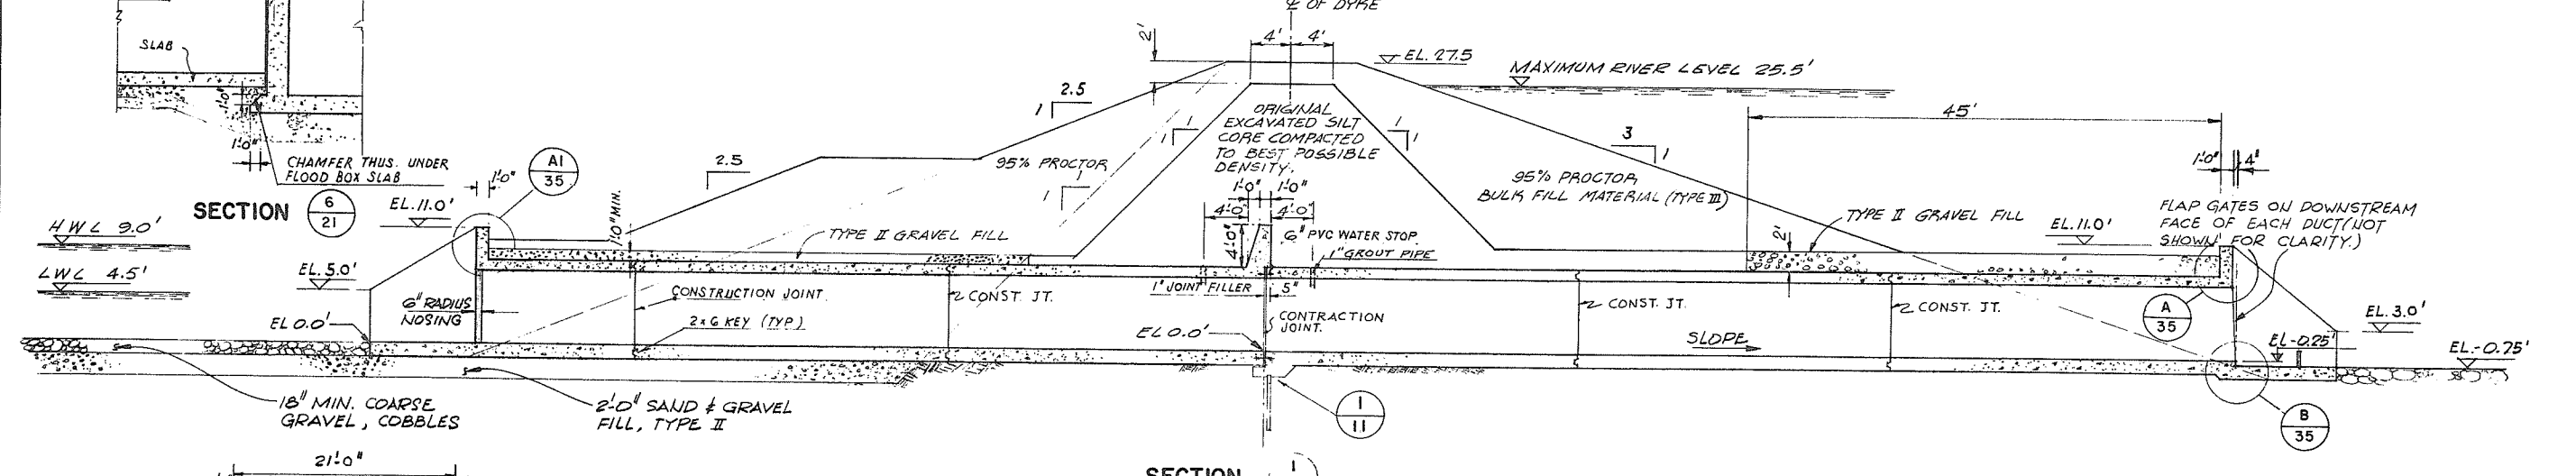 ℄ OF DYKE
SLAB
1'-0"
1'-0"
CHAMFER THUS. UNDER
FLOOD BOX SLAB
SECTION 6
21
2'
4' 4'
EL. 27.5
MAXIMUM RIVER LEVEL 25.5'
45'
2.5
1
2.5
ORIGINAL
EXCAVATED SILT
CORE COMPACTED
TO BEST POSSIBLE
DENSITY.
1
1
1
1
3
1
95% PROCTOR
1
1
95% PROCTOR
BULK FILL MATERIAL (TYPE III)
1'-0" 4"
FLAP GATES ON DOWNSTREAM
FACE OF EACH DUCT (NOT
SHOWN FOR CLARITY.)
A1
35
1'-0"
EL. 11.0'
H W L 9.0'
L W L 4.5'
EL. 5.0'
1'-0" MIN.
TYPE II GRAVEL FILL
1'-0" 1'-0"
4'-0" 4'-0"
4'-0"
6" PVC WATER STOP
1" GROUT PIPE
TYPE II GRAVEL FILL
2'
EL. 11.0'
6" RADIUS
NOSING
CONSTRUCTION JOINT
2 x 6 KEY (TYP.)
CONST. JT.
1" JOINT FILLER
5"
CONTRACTION
JOINT.
CONST. JT.
CONST. JT.
EL 0.0'
EL 0.0'
SLOPE
A
35
EL. 3.0'
EL -0.25'
EL. -0.75'
18" MIN. COARSE
GRAVEL, COBBLES
2'-0" SAND & GRAVEL
FILL, TYPE II
1
11
B
35
21'-0"
SECTION 1